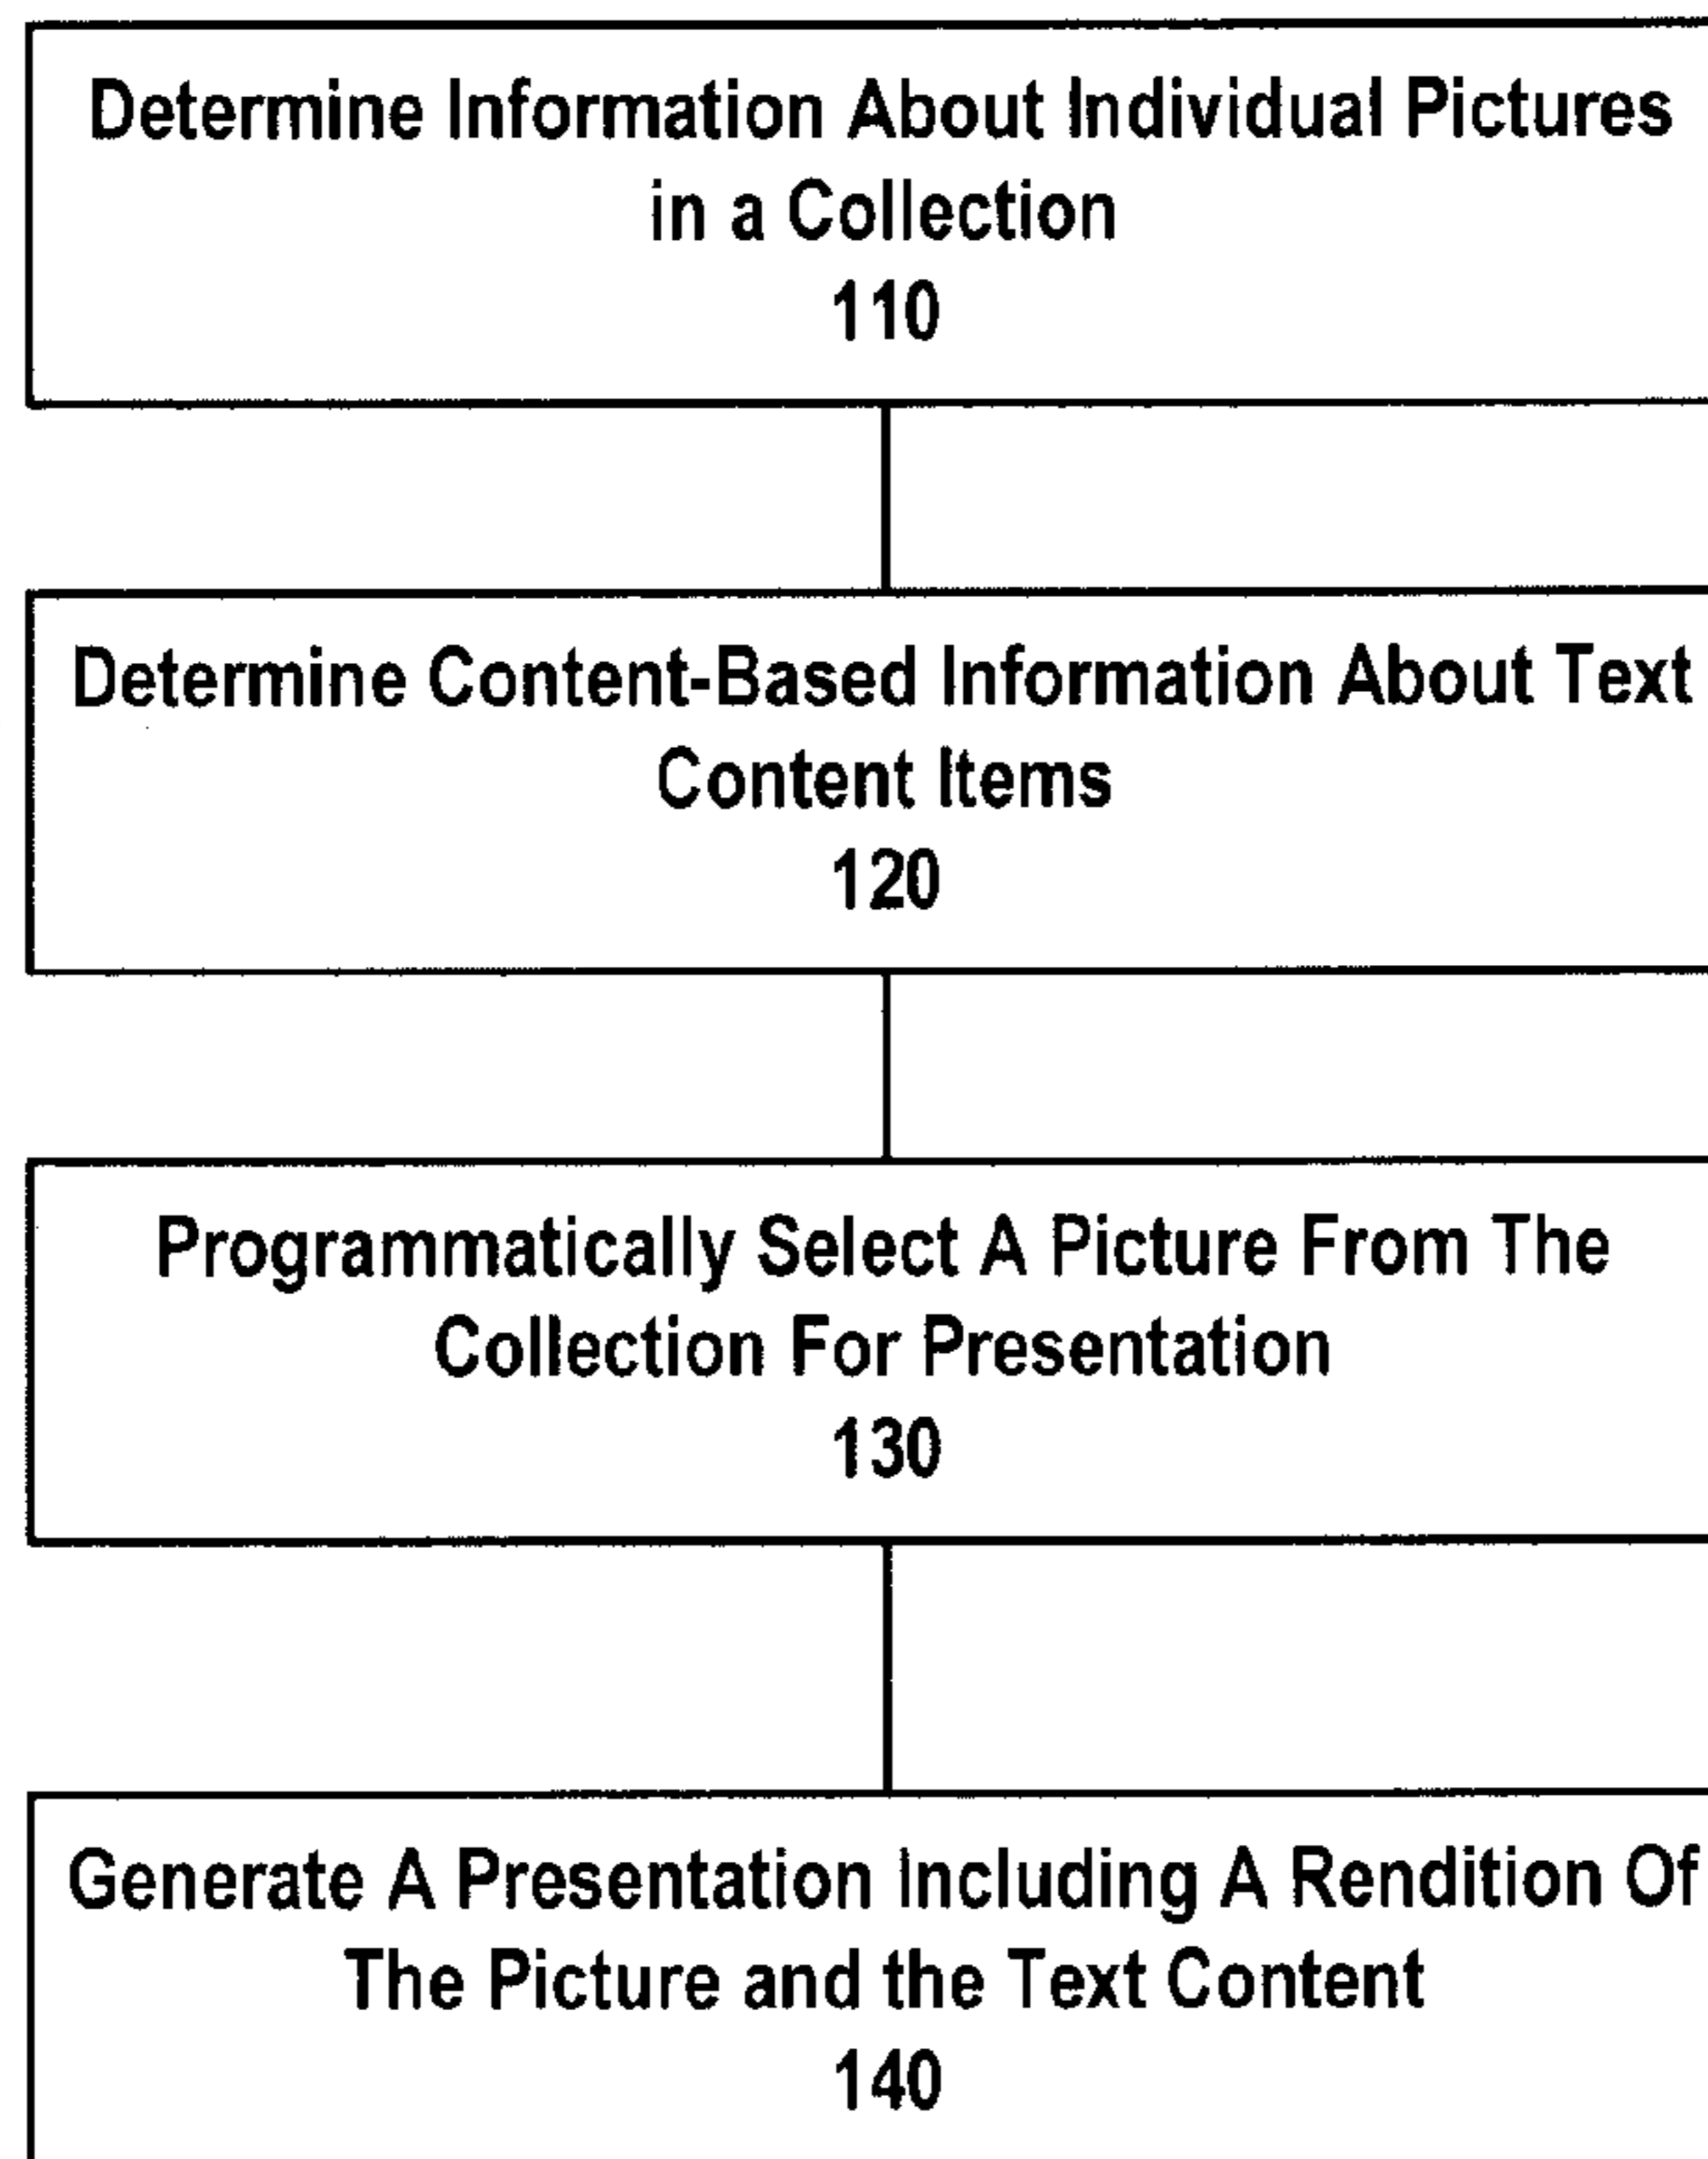 Determine Information About Individual Pictures
in a Collection
110
Determine Content-Based Information About Text
Content Items
120
Programmatically Select A Picture From The
Collection For Presentation
130
Generate A Presentation Including A Rendition Of
The Picture and the Text Content
140